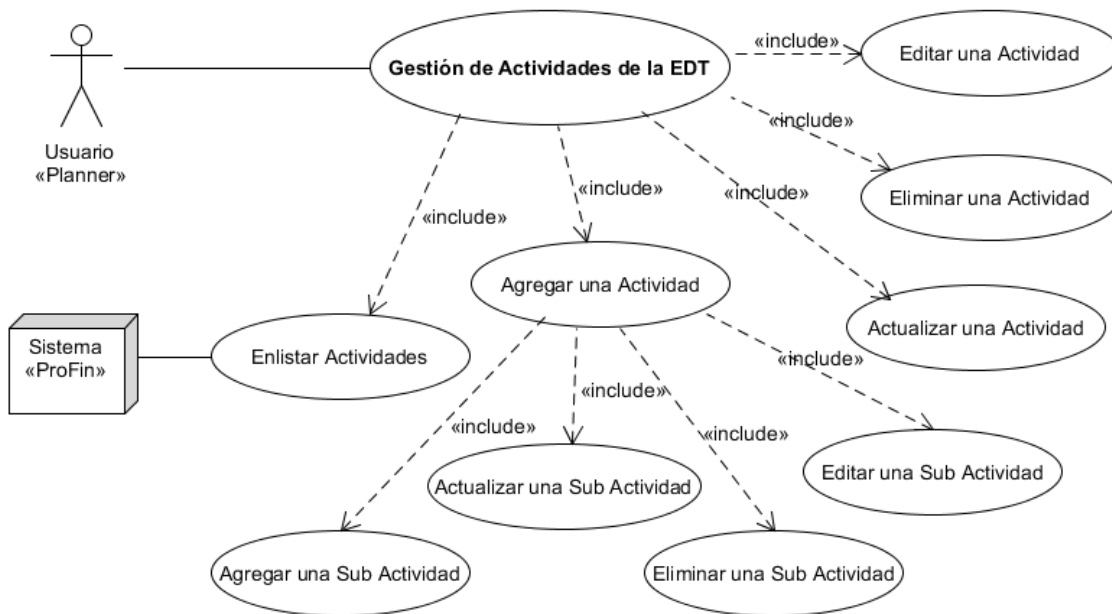 «include»
Editar una Actividad
Gestión de Actividades de la EDT
«include»
Usuario
«Planner»
«include»
Eliminar una Actividad
«include»
«include»
Agregar una Actividad
Actualizar una Actividad
Sistema
«ProFin»
Enlistar Actividades
«include»
«include»
«include»
«include»
Editar una Sub Actividad
Actualizar una Sub Actividad
Agregar una Sub Actividad
Eliminar una Sub Actividad